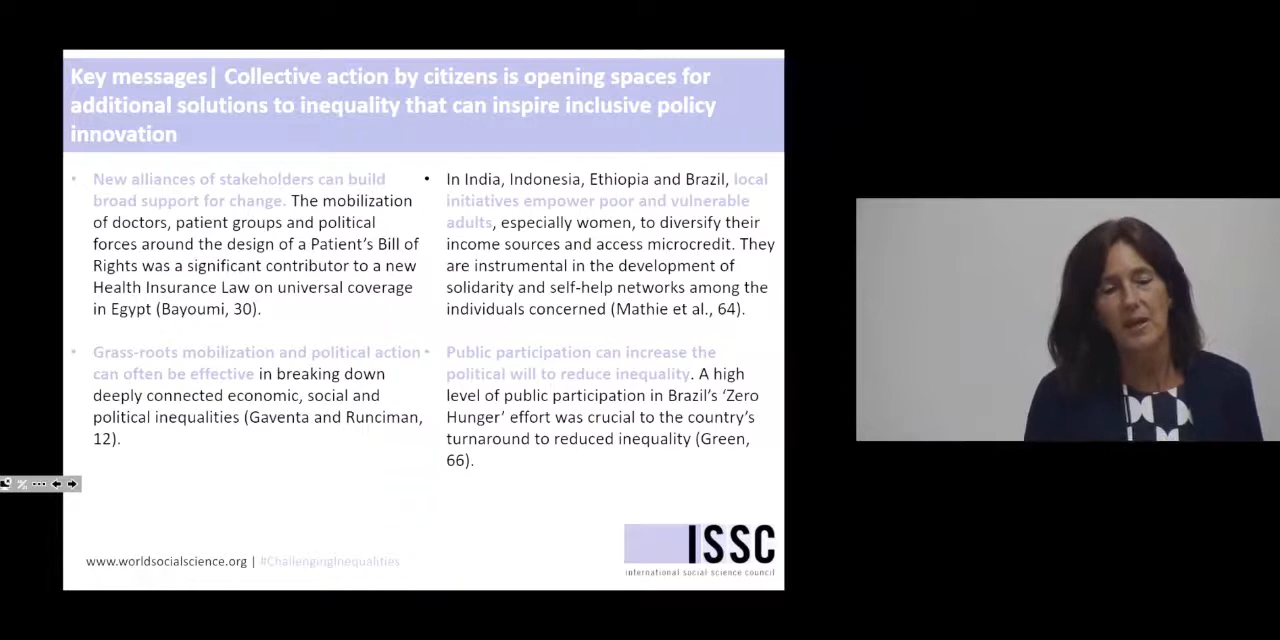 Key messages| Collective action by citizens is opening spaces for
additional solutions to inequality that can inspire inclusive policy
innovation
• New alliances of stakeholders can build
broad support for change. The mobilization
of doctors, patient groups and political
forces around the design of a Patient's Bill of
Rights was a significant contributor to a new
Health Insurance Law on universal coverage
in Egypt (Bayoumi, 30).
• Grass-roots mobilization and political action
can often be effective in breaking down
deeply connected economic, social and
political inequalities (Gaventa and Runciman,
12).
• In India, Indonesia, Ethiopia and Brazil, local
initiatives empower poor and vulnerable
adults, especially women, to diversify their
income sources and access microcredit. They
are instrumental in the development of
solidarity and self-help networks among the
individuals concerned (Mathie et al., 64).
• Public participation can increase the
political will to reduce inequality. A high
level of public participation in Brazil's 'Zero
Hunger' effort was crucial to the country's
turnaround to reduced inequality (Green,
66).
www.worldsocialscience.org | #ChallengingInequalities
ISSC
international social science council